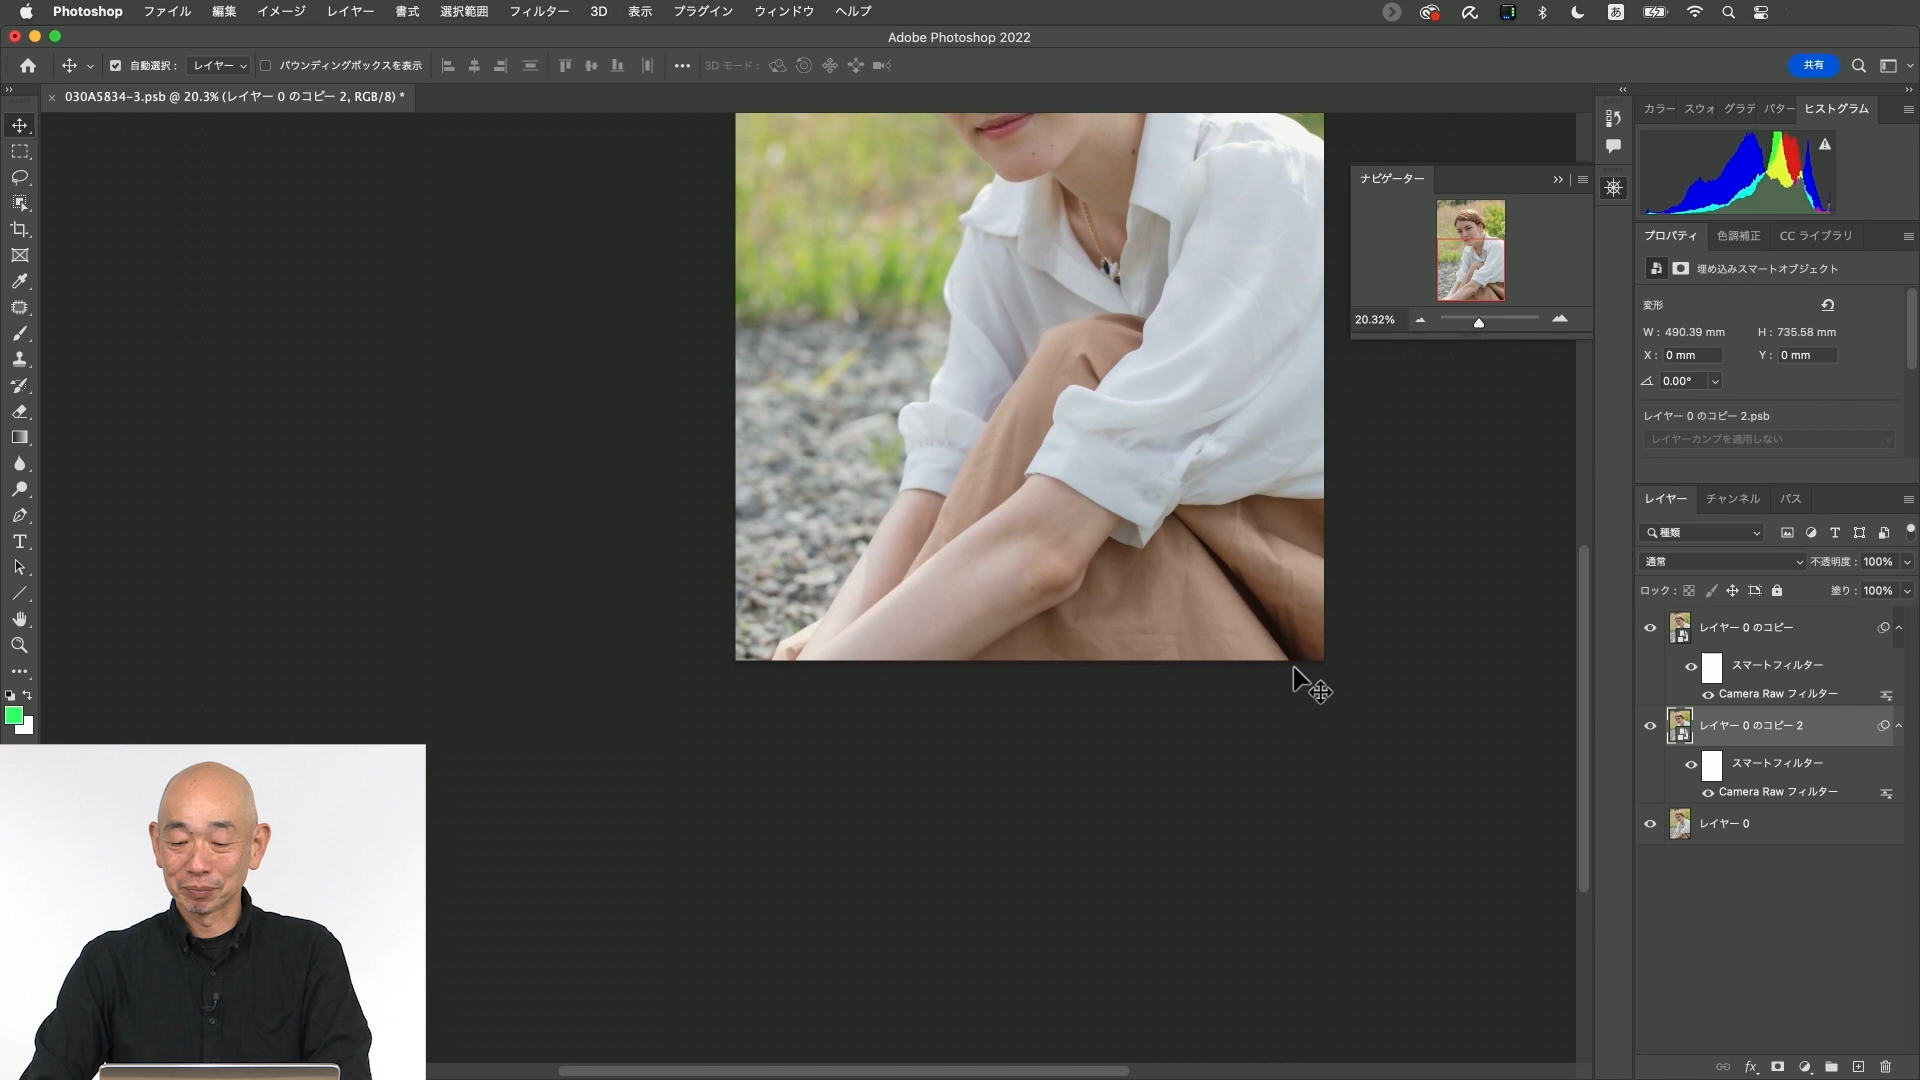 Photoshop ファイル 編集 イメージ レイヤー 書式 選択範囲 フィルター 3D 表示 プラグイン ウィンドウ ヘルプ あ
Adobe Photoshop 2022
自動選択： レイヤー バウンディングボックスを表示 3D モード： 共有
030A5834-3.psb @ 20.3% (レイヤー 0 のコピー 2, RGB/8) *
カラー スウォ グラデ パター ヒストグラム
ナビゲーター
20.32%
プロパティ 色調補正 CC ライブラリ
埋め込みスマートオブジェクト
変形
W : 490.39 mm H : 735.58 mm
X : 0 mm Y : 0 mm
0.00°
レイヤー 0 のコピー 2.psb
レイヤーカンプを適用しない
レイヤー チャンネル パス
種類
通常 不透明度： 100%
ロック： 塗り： 100%
レイヤー 0 のコピー
スマートフィルター
Camera Raw フィルター
レイヤー 0 のコピー 2
スマートフィルター
Camera Raw フィルター
レイヤー 0
fx